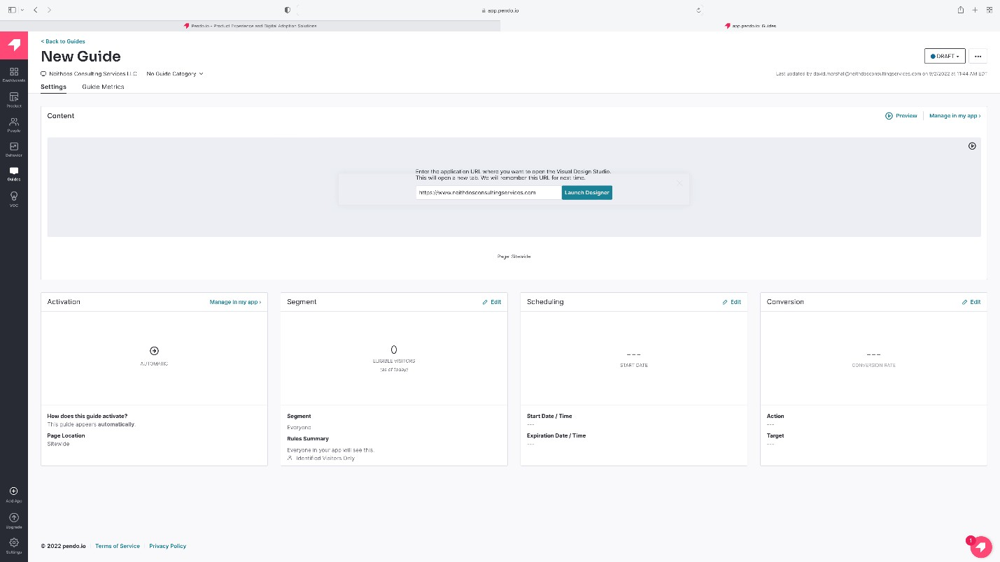 app.pendo.io
Pendo.io - Product Experience and Digital Adoption Solutions
app.pendo.io: Guides
< Back to Guides
New Guide
DRAFT
Neithdos Consulting Services LLC
No Guide Category
Last updated by david.marshall@neithdosconsultingservices.com on 9/2/2022 at 11:44 AM EDT
Settings
Guide Metrics
Dashboards
Product
People
Behavior
Guides
VOC
Add App
Upgrade
Settings
Content
Preview
Manage in my app ›
Enter the application URL where you want to open the Visual Design Studio.
This will open a new tab. We will remember this URL for next time.
https://www.neithdosconsultingservices.com
Launch Designer
Page: Sitewide
Activation
Manage in my app ›
AUTOMATIC
How does this guide activate?
This guide appears automatically.
Page Location
Sitewide
Segment
Edit
0
ELIGIBLE VISITORS
(as of today)
Segment
Everyone
Rules Summary
Everyone in your app will see this.
Identified Visitors Only
Scheduling
Edit
---
START DATE
Start Date / Time
---
Expiration Date / Time
---
Conversion
Edit
---
CONVERSION RATE
Action
---
Target
---
© 2022 pendo.io
Terms of Service
Privacy Policy
1